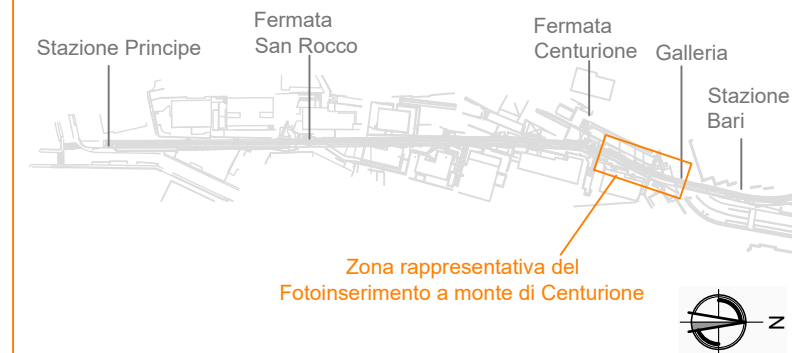 Stazione Principe
Fermata
San Rocco
Fermata
Centurione
Galleria
Stazione
Bari
Zona rappresentativa del
Fotoinserimento a monte di Centurione
N